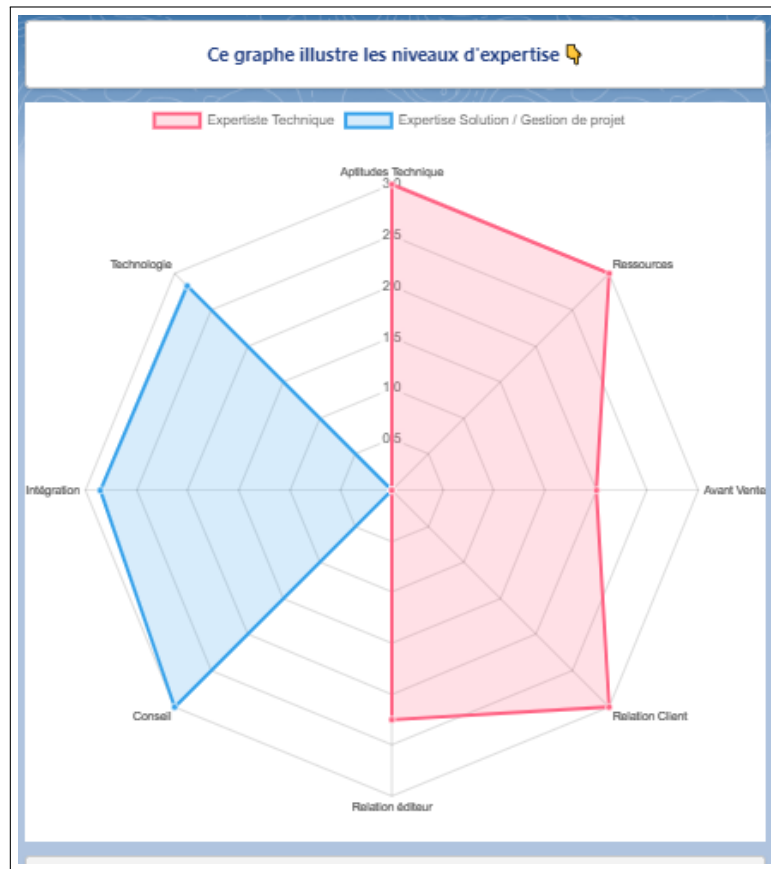 Ce graphe illustre les niveaux d'expertise 👇
Expertiste Technique
Expertise Solution / Gestion de projet
Aptitudes Technique
3.0
Technologie
Ressources
2.5
2.0
1.5
1.0
0.5
Intégration
Avant Vente
Conseil
Relation Client
Relation éditeur